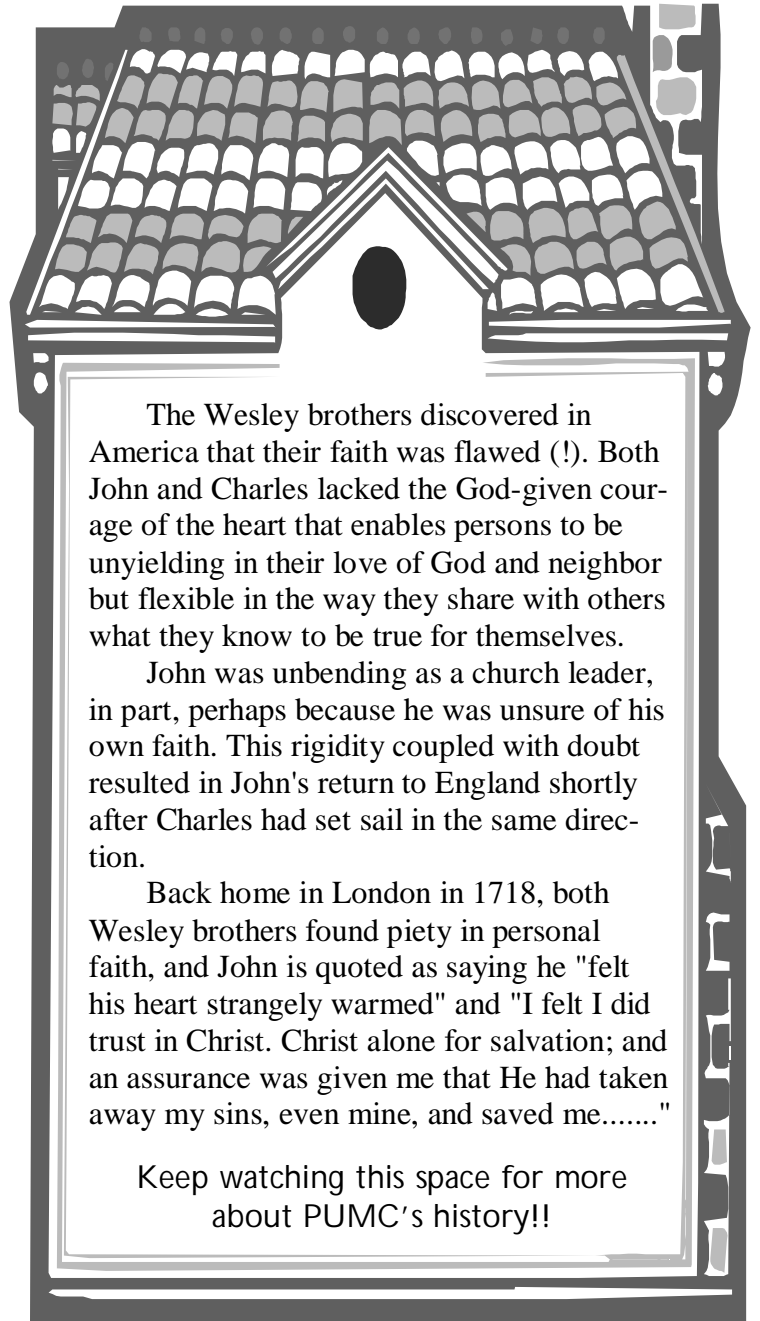 The Wesley brothers discovered in
America that their faith was flawed (!). Both
John and Charles lacked the God-given cour-
age of the heart that enables persons to be
unyielding in their love of God and neighbor
but flexible in the way they share with others
what they know to be true for themselves.
John was unbending as a church leader,
in part, perhaps because he was unsure of his
own faith. This rigidity coupled with doubt
resulted in John's return to England shortly
after Charles had set sail in the same direc-
tion.
Back home in London in 1718, both
Wesley brothers found piety in personal
faith, and John is quoted as saying he "felt
his heart strangely warmed" and "I felt I did
trust in Christ. Christ alone for salvation; and
an assurance was given me that He had taken
away my sins, even mine, and saved me......."
Keep watching this space for more
about PUMC's history!!